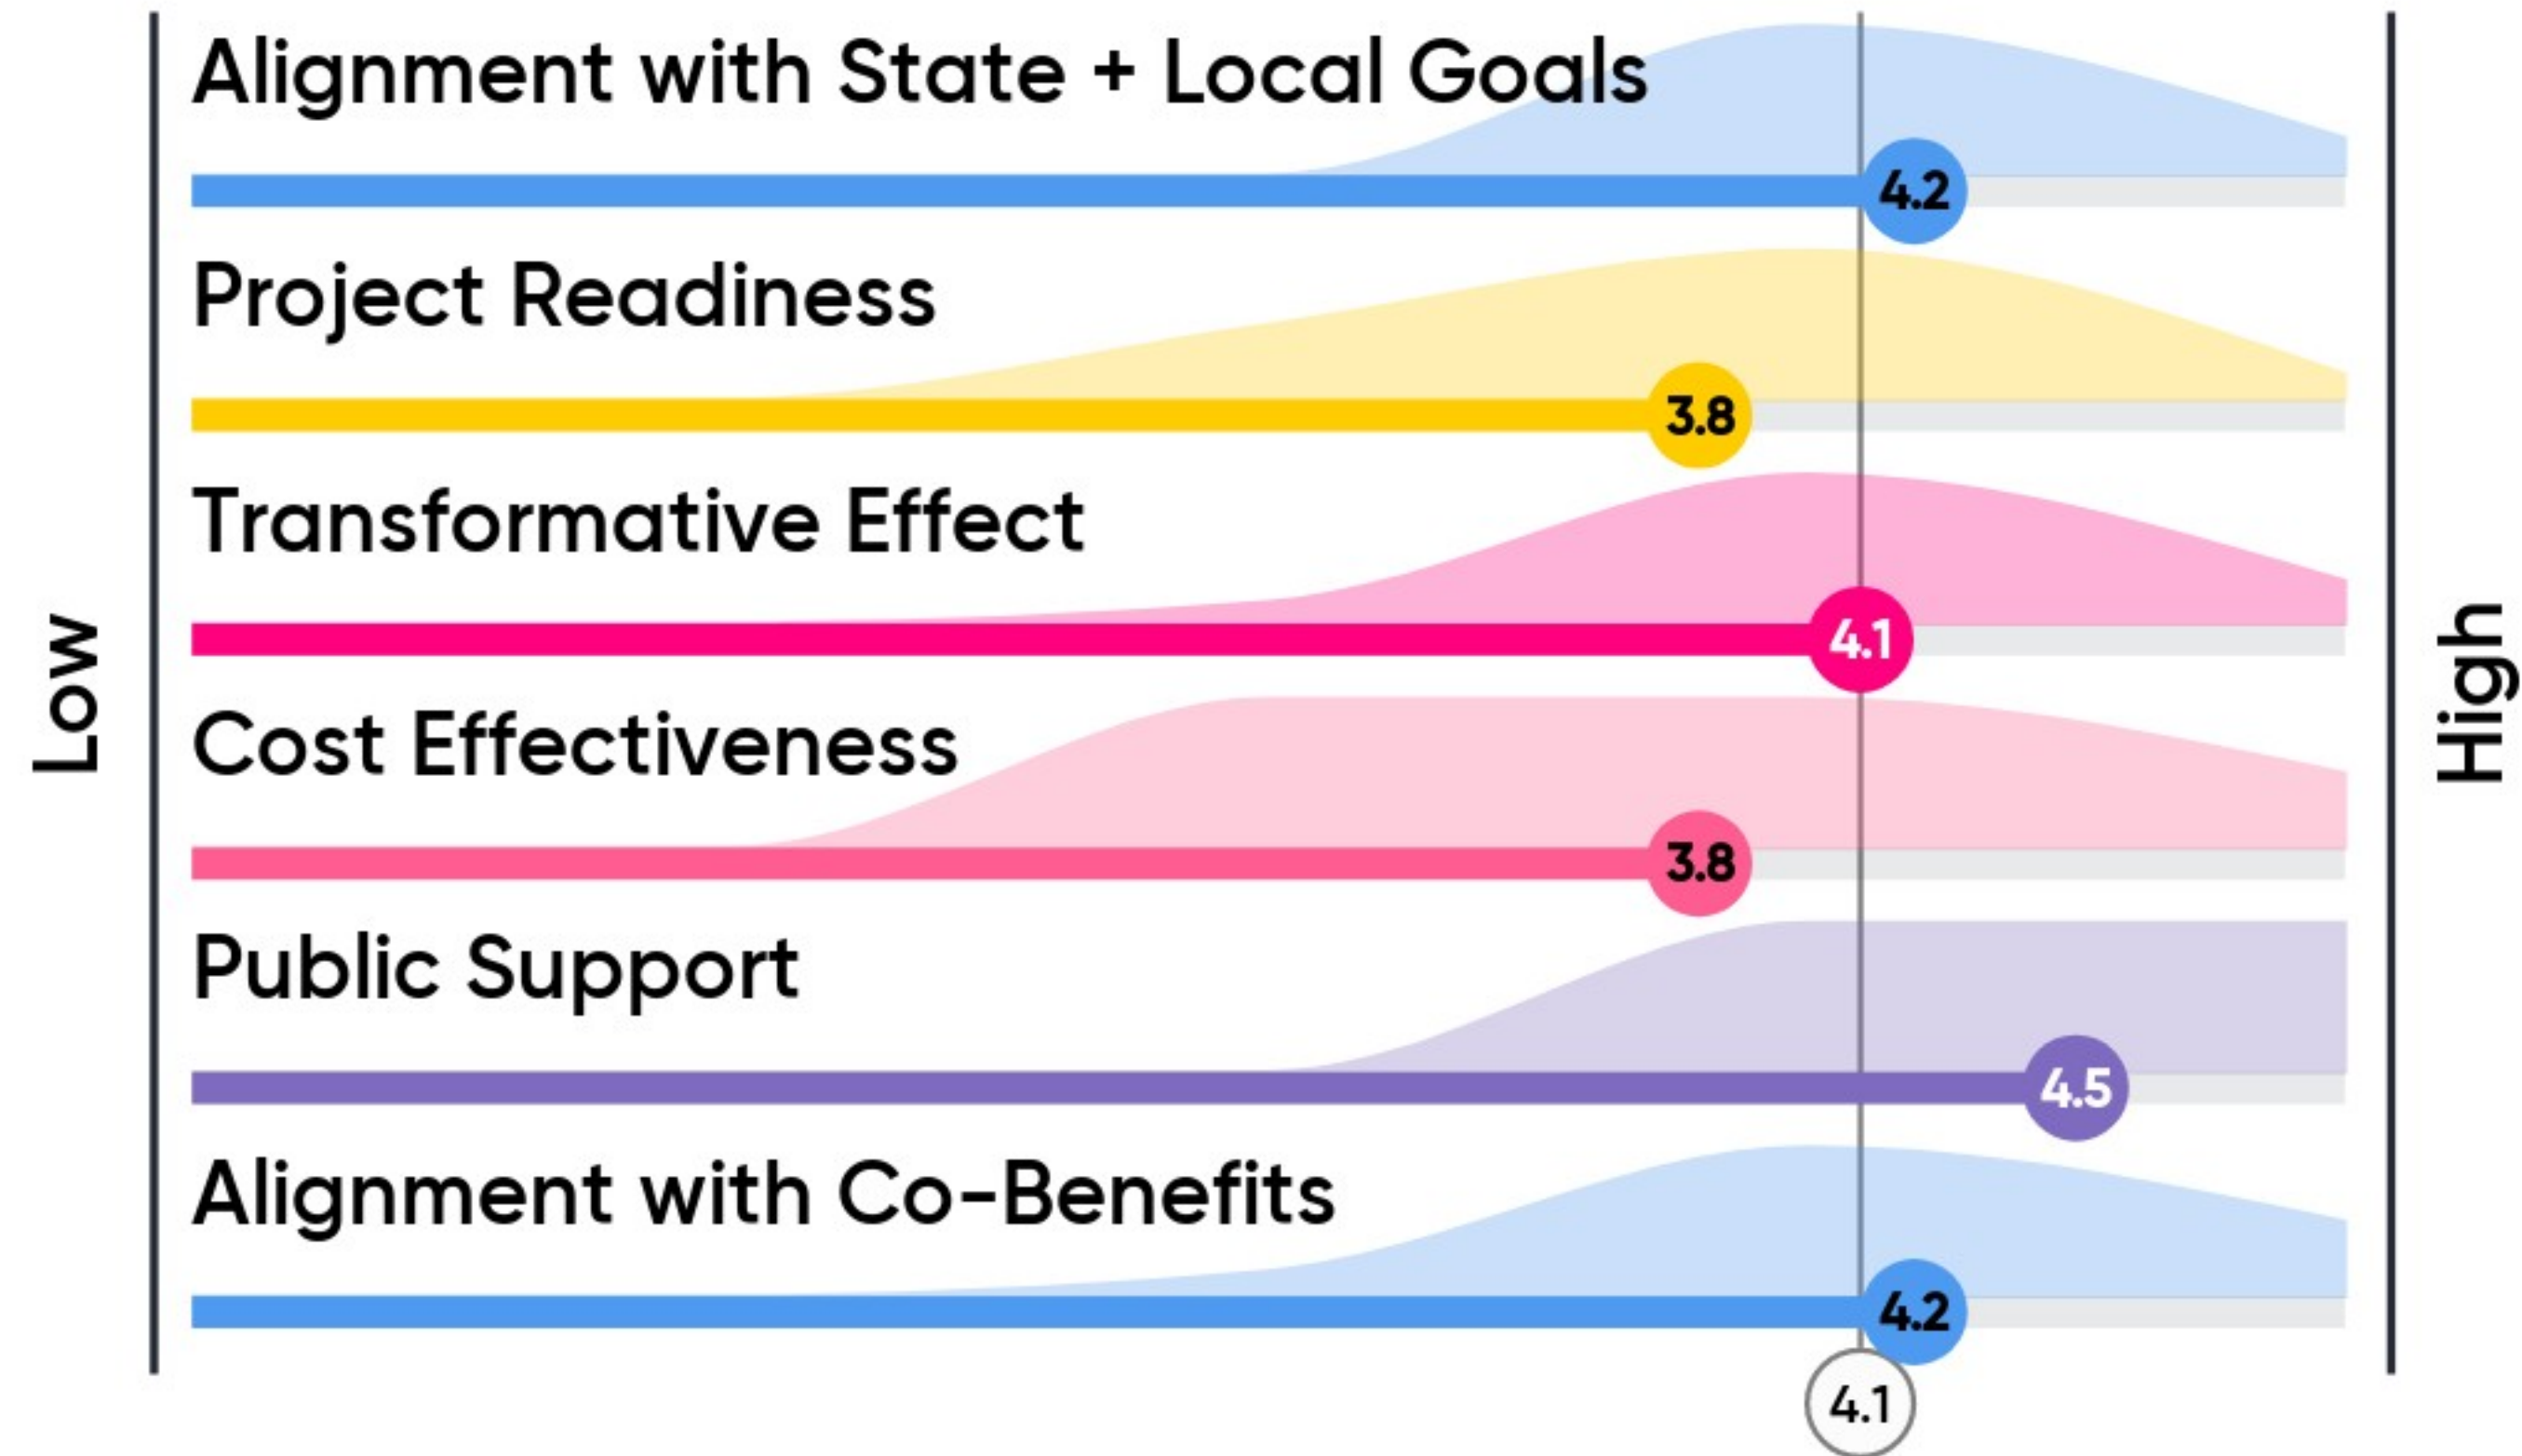 Alignment with State + Local Goals
4.2
Project Readiness
3.8
Transformative Effect
4.1
Low
High
Cost Effectiveness
3.8
Public Support
4.5
Alignment with Co-Benefits
4.2
4.1